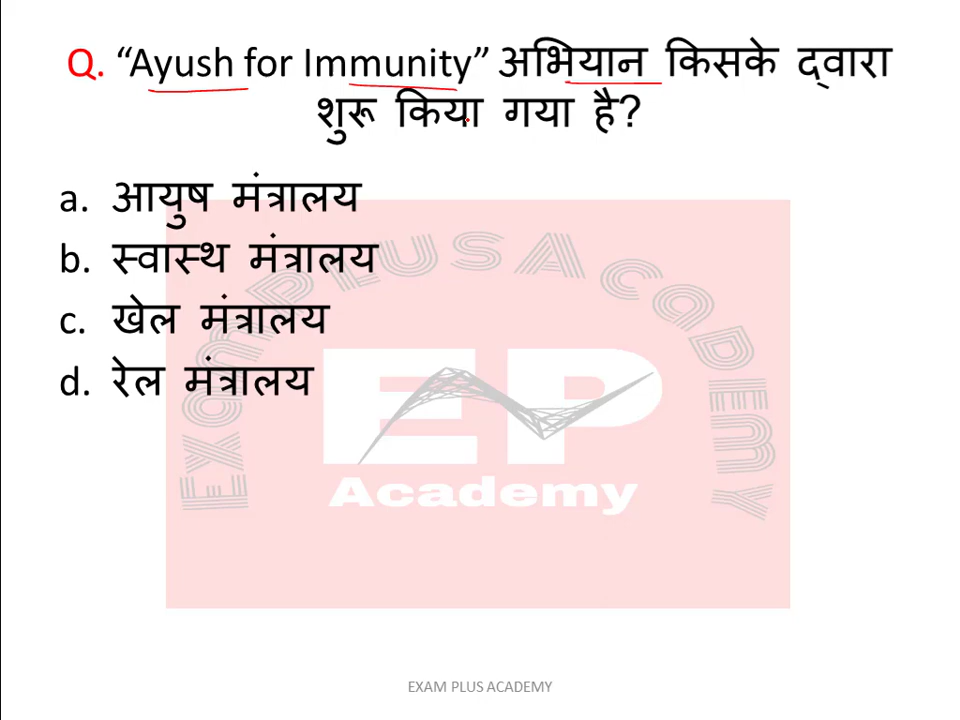 Q. “Ayush for Immunity” अभियान किसके द्वारा
शुरू किया गया है?
a. आयुष मंत्रालय
b. स्वास्थ मंत्रालय
c. खेल मंत्रालय
d. रेल मंत्रालय
EXAM PLUS ACADEMY
EP
Academy
EXAM PLUS ACADEMY